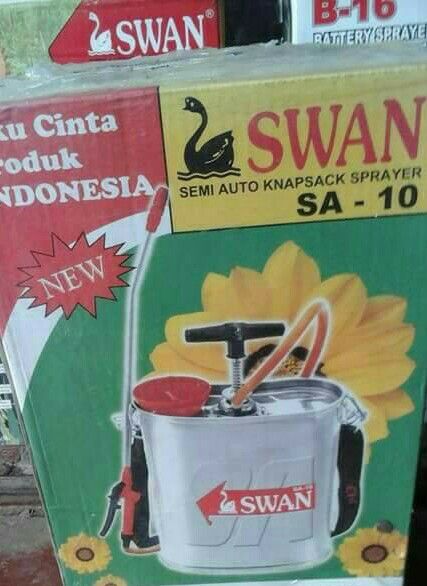 SWAN®
B-16
BATTERY SPRAYE
ku Cinta
roduk
NDONESIA
SWAN
SEMI AUTO KNAPSACK SPRAYER
SA - 10
NEW
SWAN